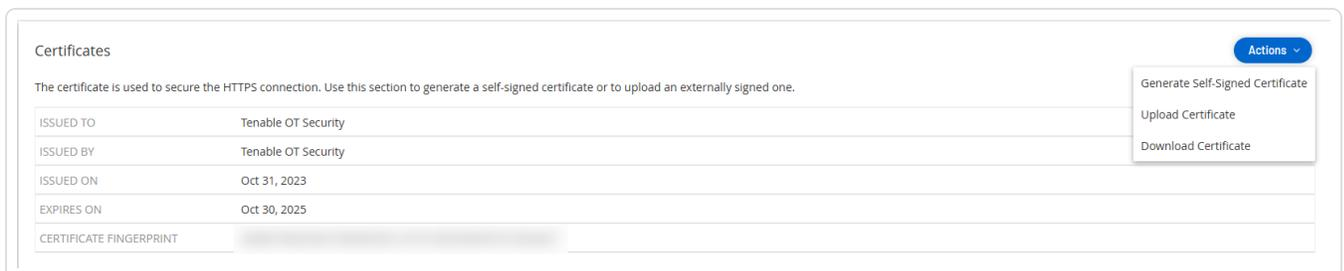 Certificates
Actions
Generate Self-Signed Certificate
Upload Certificate
Download Certificate
The certificate is used to secure the HTTPS connection. Use this section to generate a self-signed certificate or to upload an externally signed one.
ISSUED TO Tenable OT Security
ISSUED BY Tenable OT Security
ISSUED ON Oct 31, 2023
EXPIRES ON Oct 30, 2025
CERTIFICATE FINGERPRINT